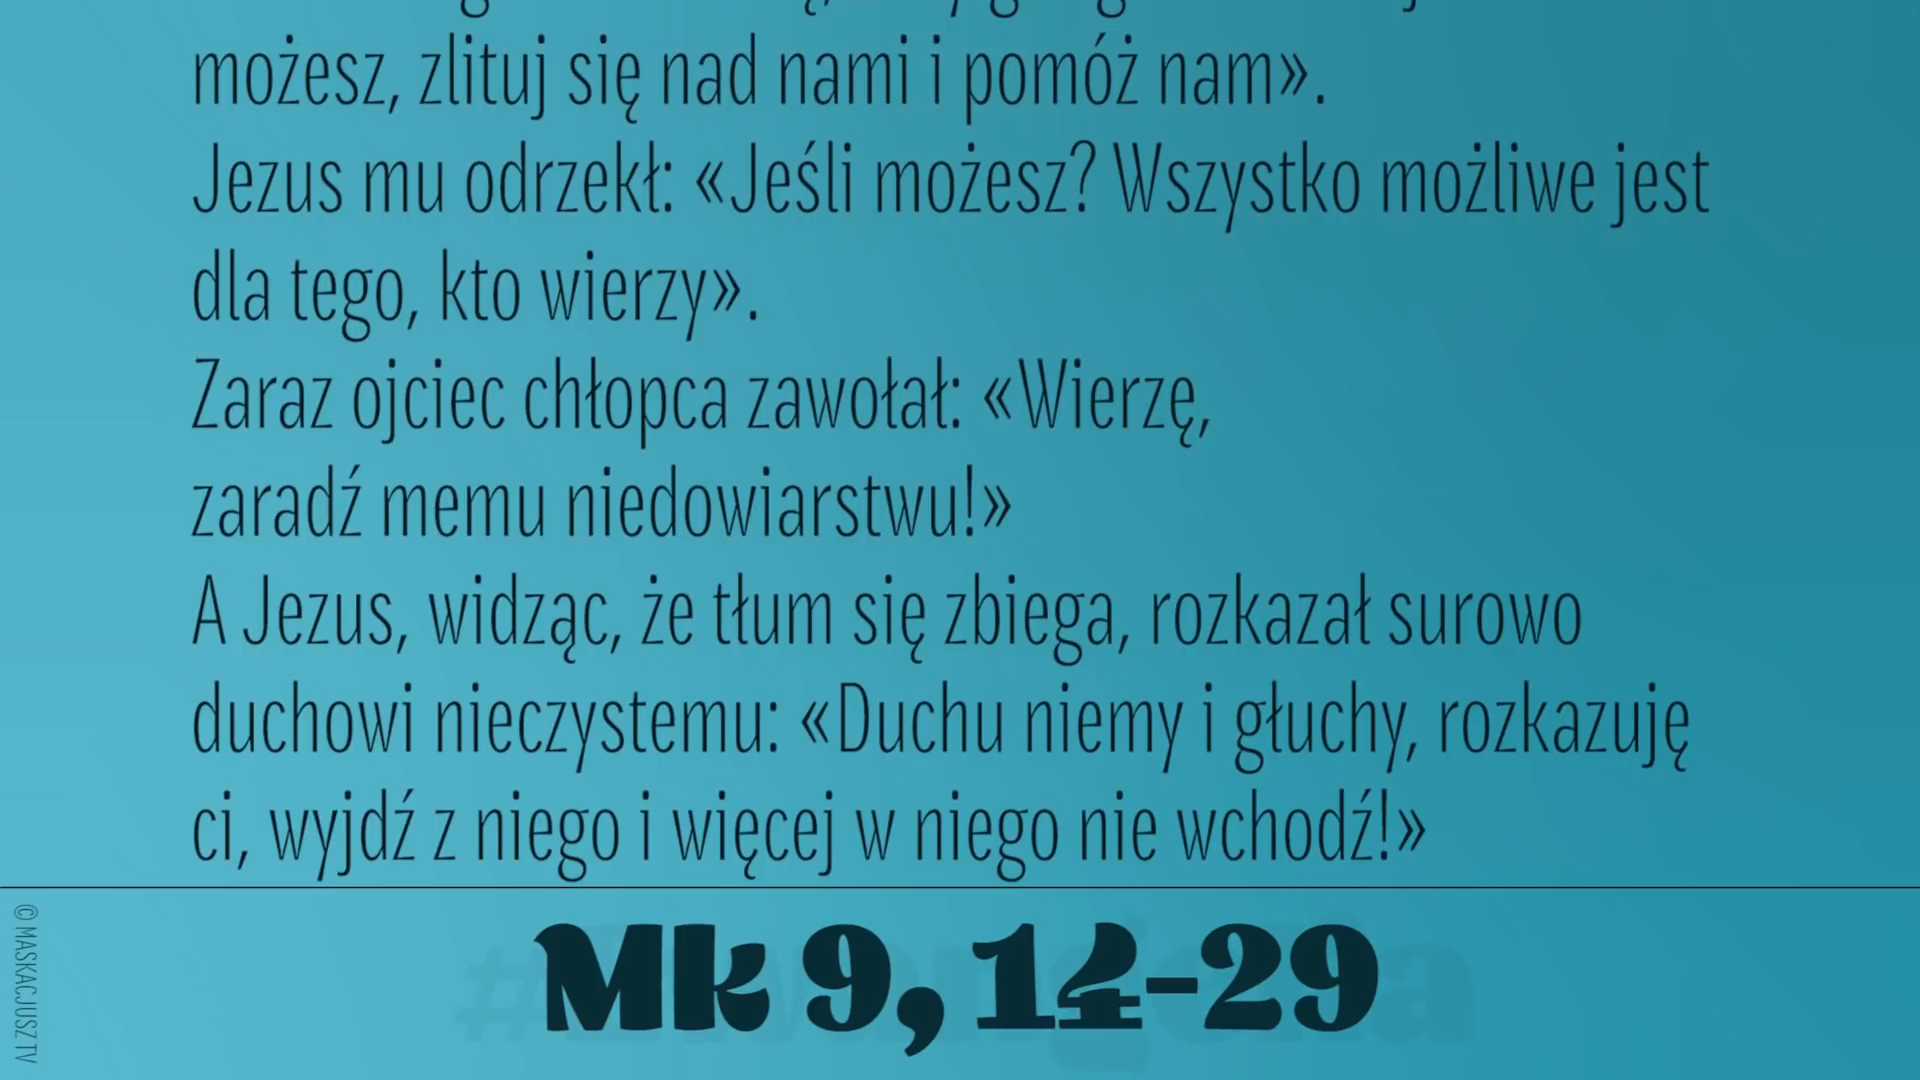 możesz, zlituj się nad nami i pomóż nam».
Jezus mu odrzekł: «Jeśli możesz? Wszystko możliwe jest
dla tego, kto wierzy».
Zaraz ojciec chłopca zawołał: «Wierzę,
zaradź memu niedowiarstwu!»
A Jezus, widząc, że tłum się zbiega, rozkazał surowo
duchowi nieczystemu: «Duchu niemy i głuchy, rozkazuję
ci, wyjdź z niego i więcej w niego nie wchodź!»
Mk 9, 14-29
© MASKACJUSZ TV